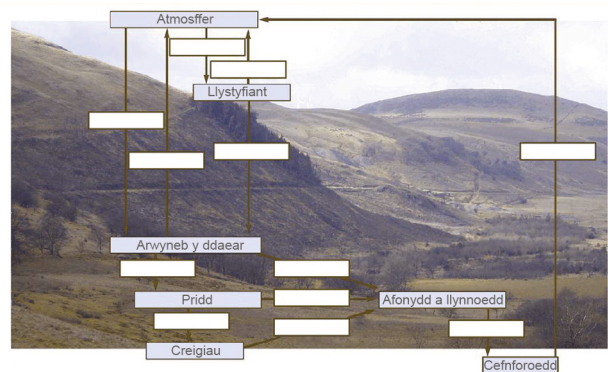 Atmosffer
Llystyfiant
Arwyneb y ddaear
Pridd
Afonydd a llynnoedd
Creigiau
Cefnforoedd